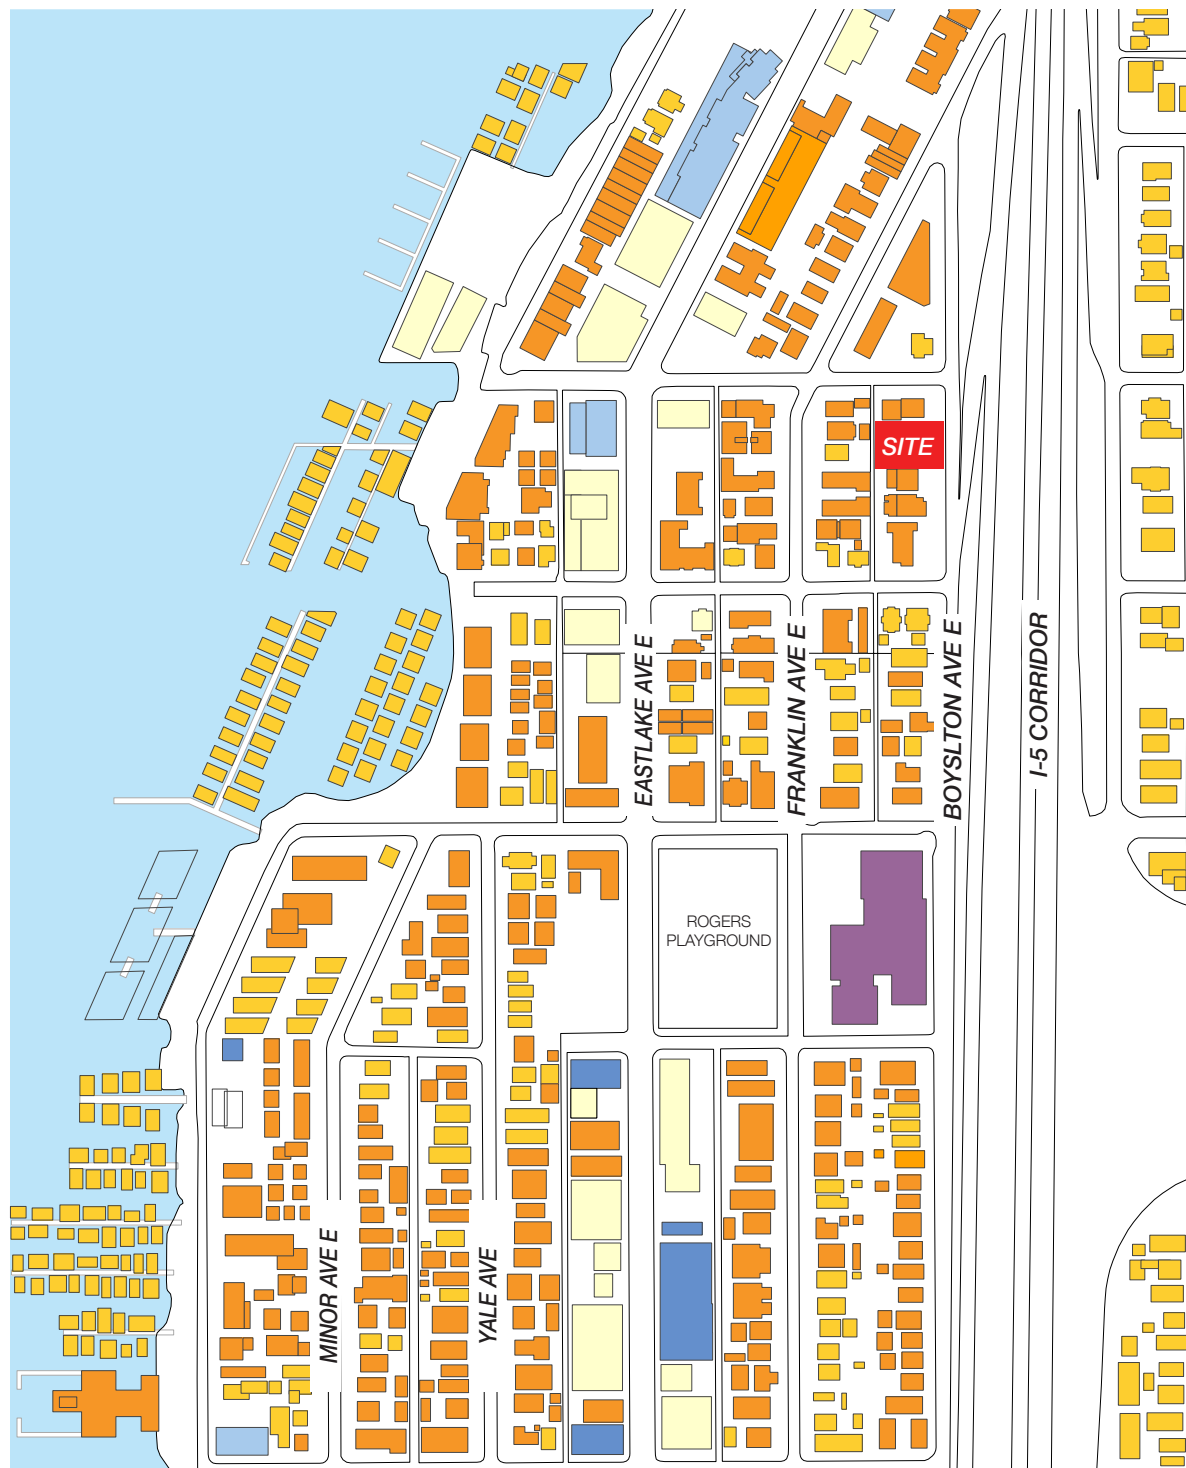 SITE
EASTLAKE AVE E
FRANKLIN AVE E
BOYSLTON AVE E
I-5 CORRIDOR
ROGERS
PLAYGROUND
MINOR AVE E
YALE AVE